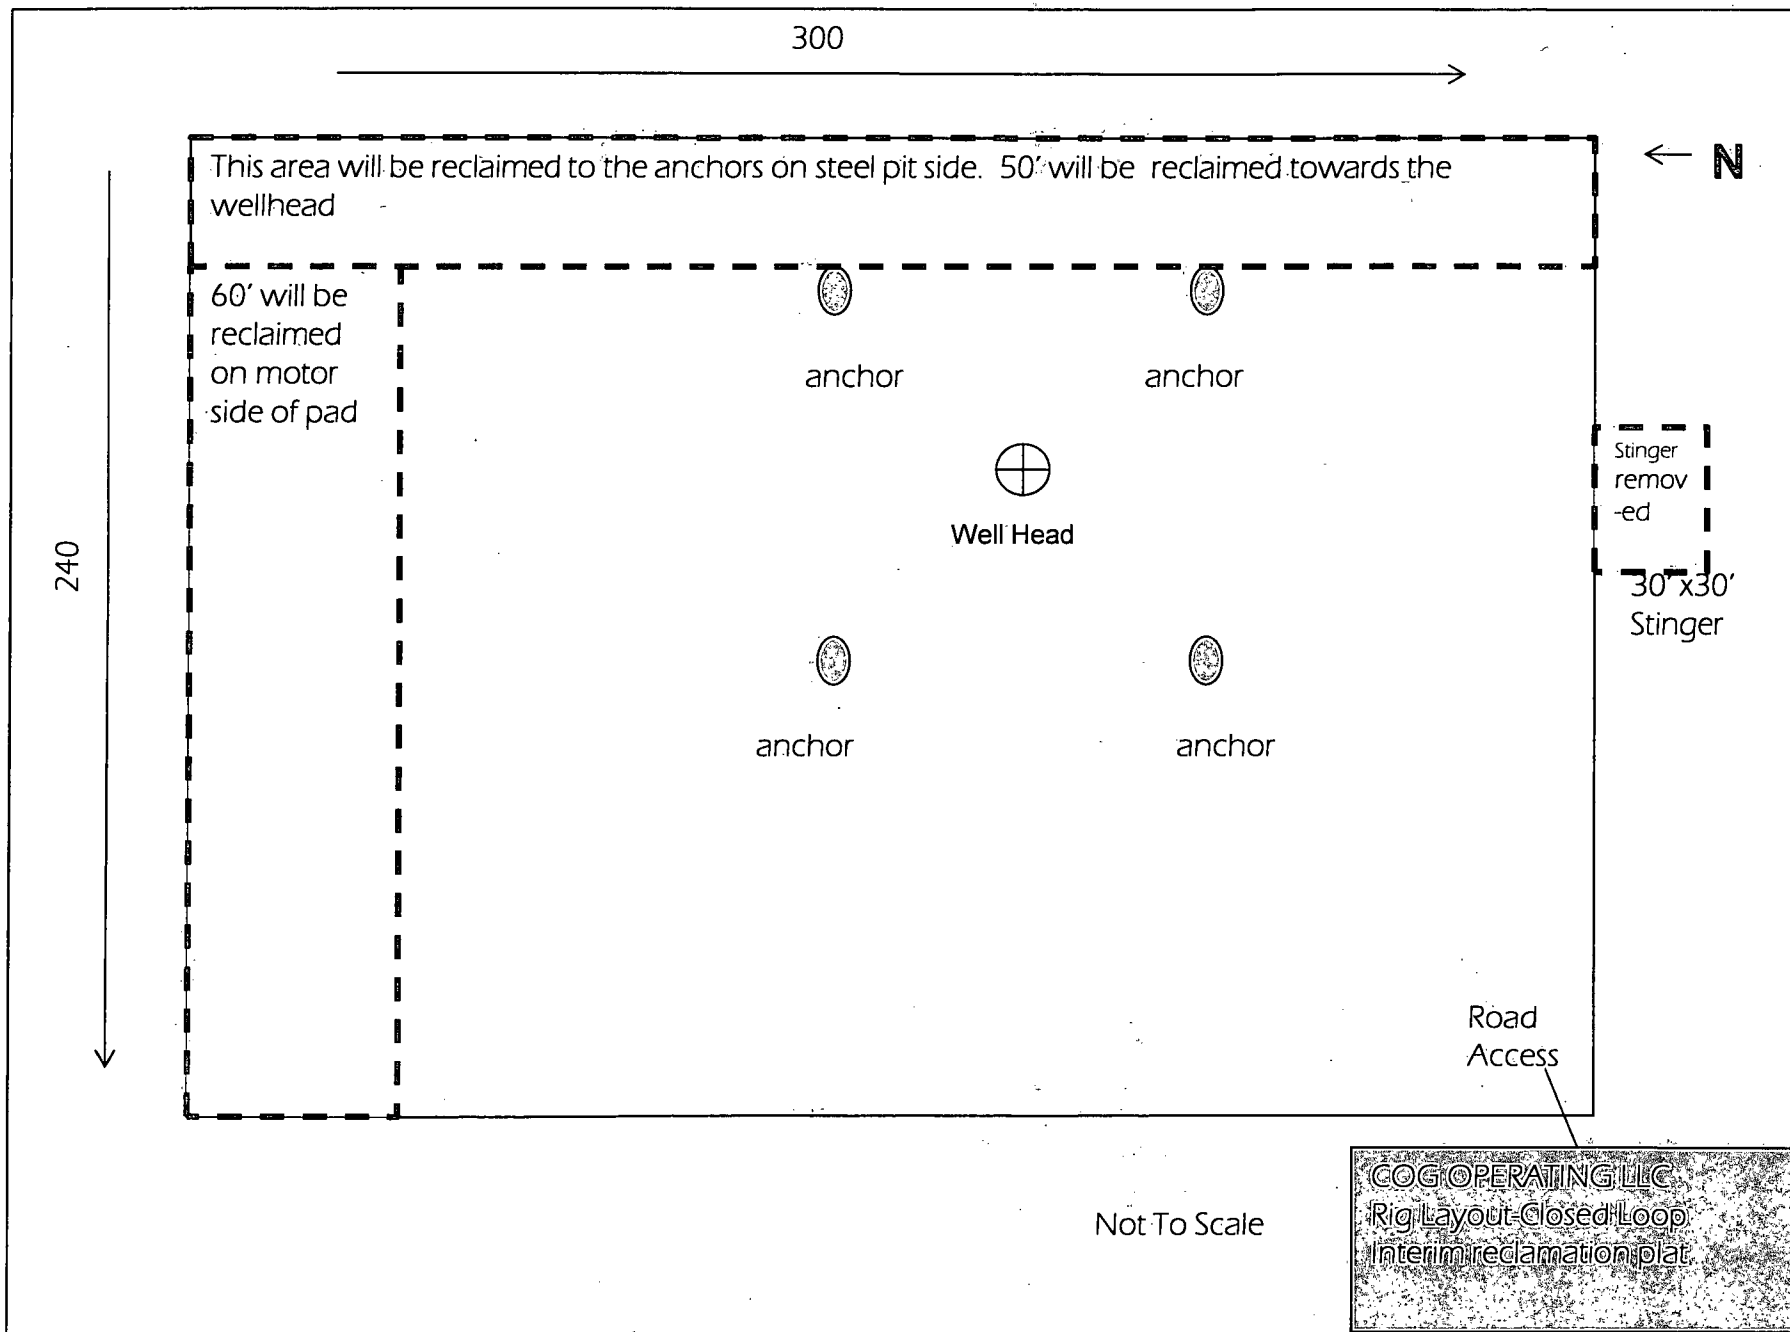 300
This area will be reclaimed to the anchors on steel pit side. 50' will be reclaimed towards the
wellhead
N
60' will be
reclaimed
on motor
side of pad
anchor
anchor
Stinger
remov
-ed
Well Head
240
30' x30'
Stinger
anchor
anchor
Road
Access
Not To Scale
COG OPERATING LLC
Rig Layout-Closed Loop
Interim reclamation plat